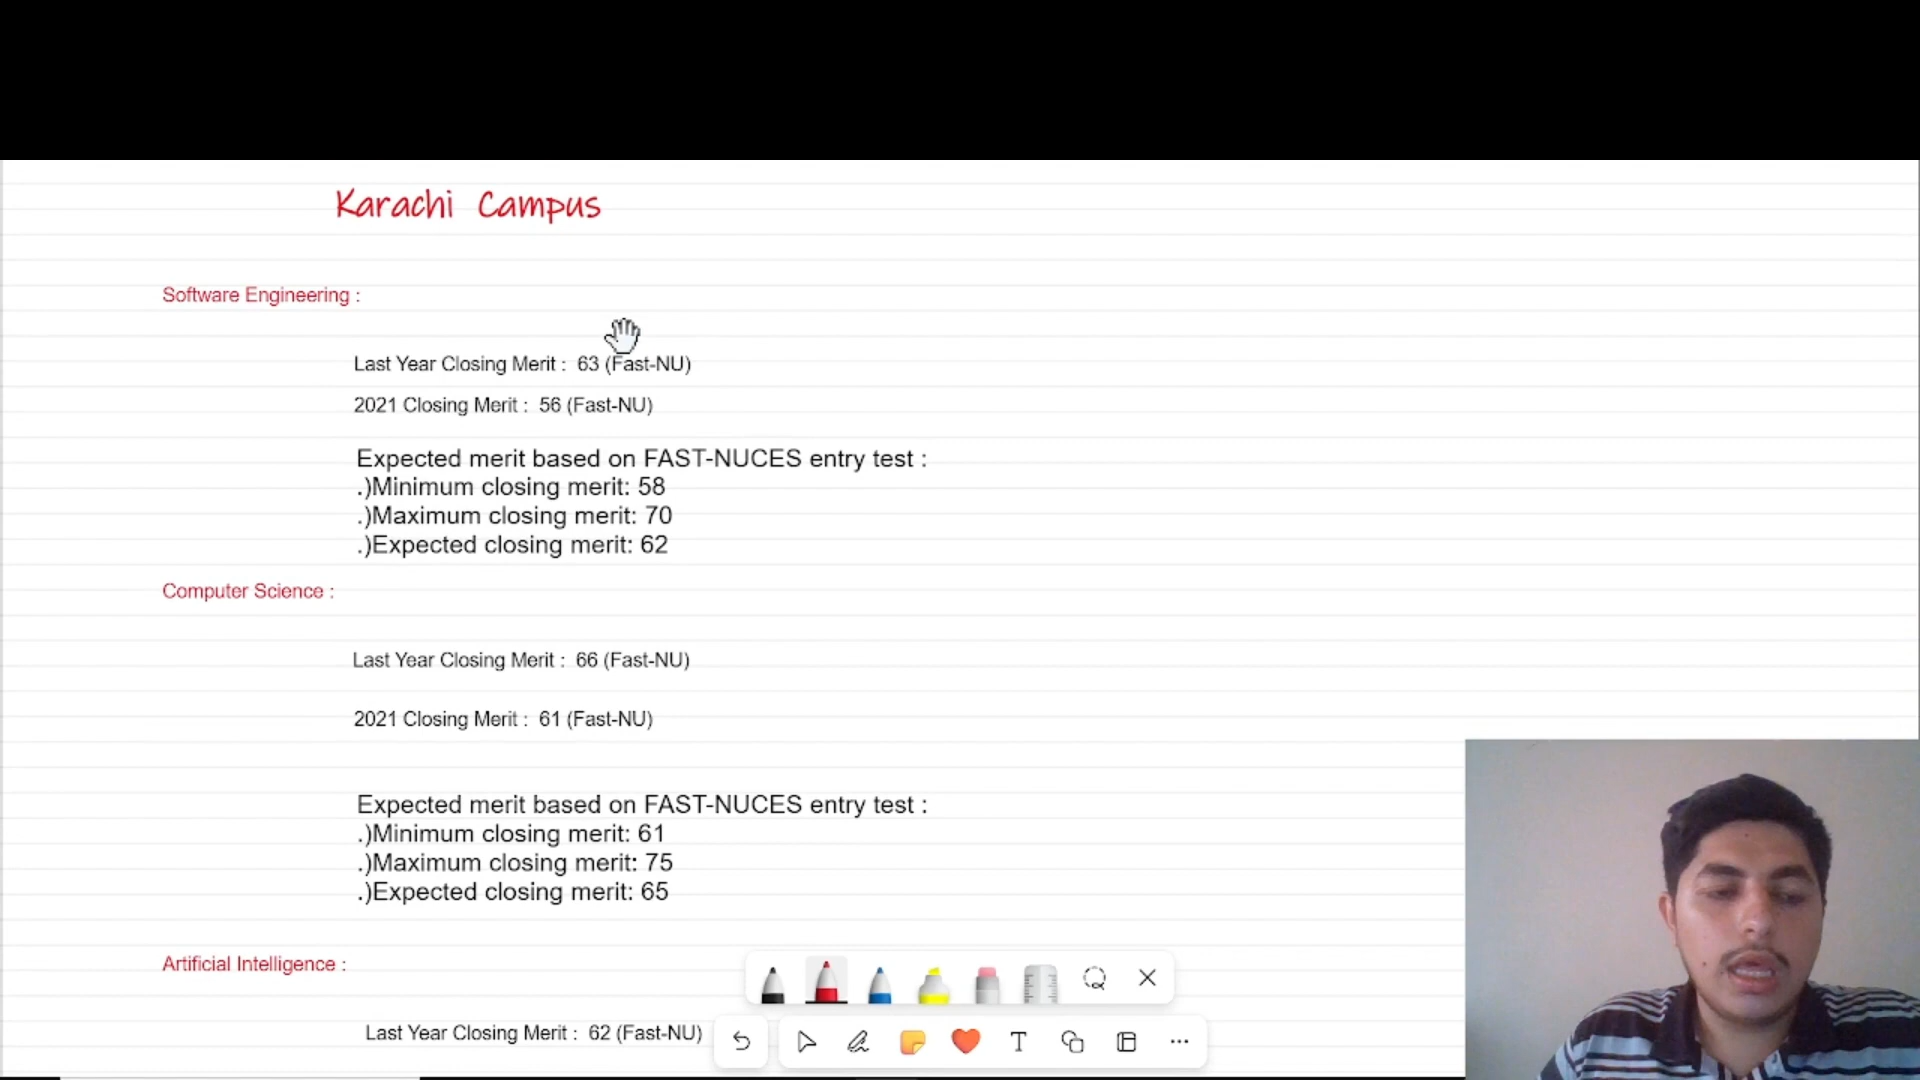 Karachi Campus
Software Engineering :
Last Year Closing Merit : 63 (Fast-NU)
2021 Closing Merit : 56 (Fast-NU)
Expected merit based on FAST-NUCES entry test :
.)Minimum closing merit: 58
.)Maximum closing merit: 70
.)Expected closing merit: 62
Computer Science :
Last Year Closing Merit : 66 (Fast-NU)
2021 Closing Merit : 61 (Fast-NU)
Expected merit based on FAST-NUCES entry test :
.)Minimum closing merit: 61
.)Maximum closing merit: 75
.)Expected closing merit: 65
Artificial Intelligence :
Last Year Closing Merit : 62 (Fast-NU)